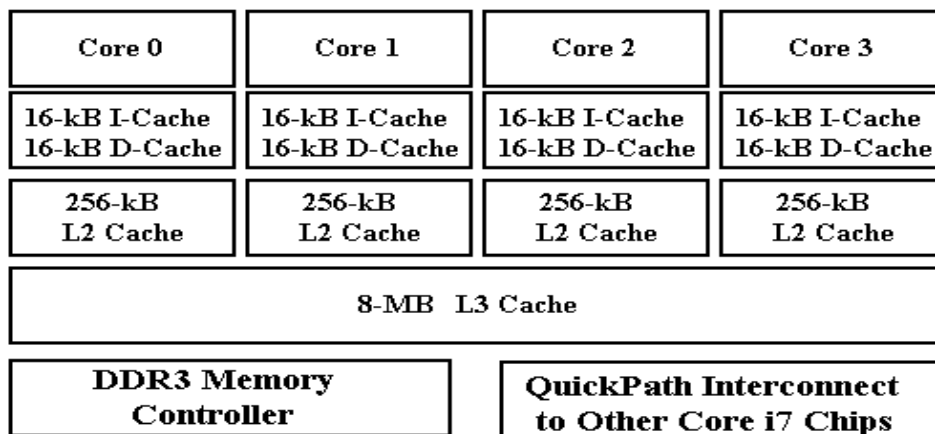 Core 0
Core 1
Core 2
Core 3
16-kB I-Cache
16-kB D-Cache
16-kB I-Cache
16-kB D-Cache
16-kB I-Cache
16-kB D-Cache
16-kB I-Cache
16-kB D-Cache
256-kB
L2 Cache
256-kB
L2 Cache
256-kB
L2 Cache
256-kB
L2 Cache
8-MB L3 Cache
DDR3 Memory
Controller
QuickPath Interconnect
to Other Core i7 Chips